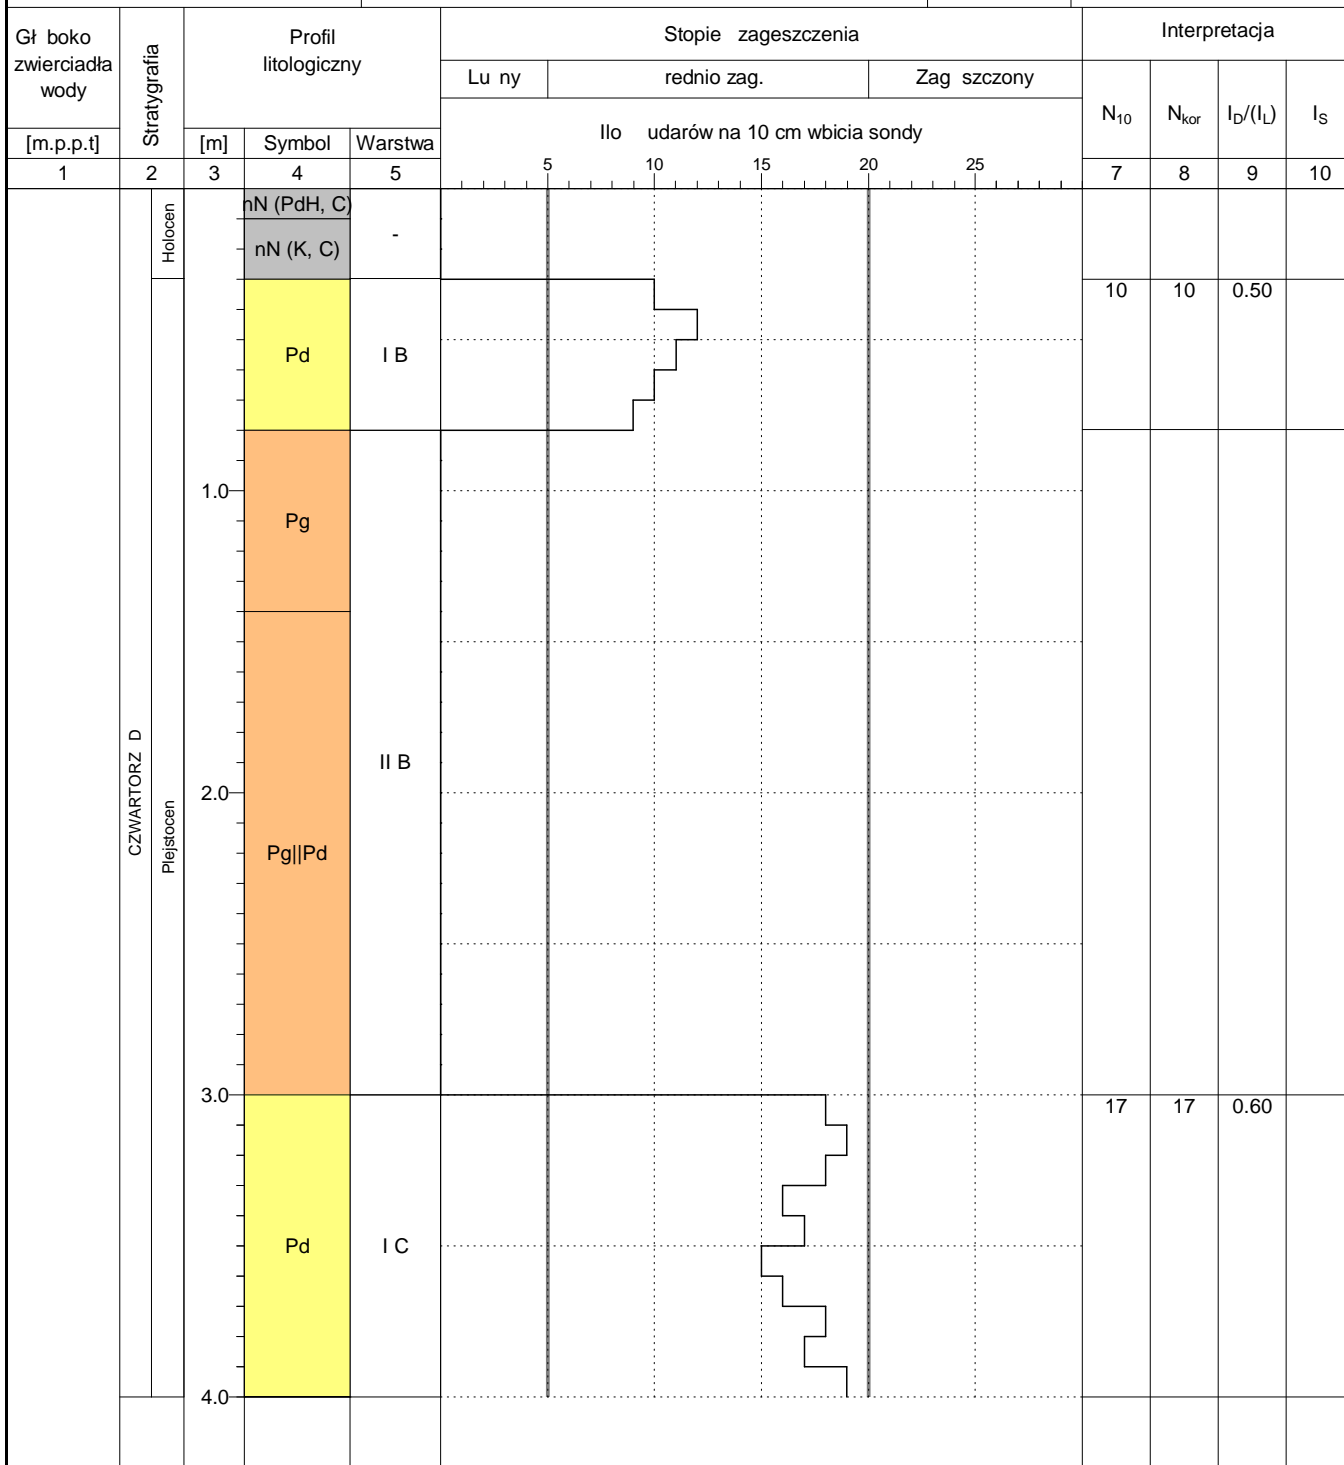 Gł boko
zwierciadła
wody
[m.p.p.t]
1
Stratygrafia
2
Profil
litologiczny
[m]
Symbol
Warstwa
3
4
5
Stopie zageszczenia
Lu ny
rednio zag.
Zag szczony
Ilo udarów na 10 cm wbicia sondy
5
10
15
20
25
Interpretacja
N10
Nkor
ID/(IL)
IS
7
8
9
10
CZWARTORZ D
Holocen
Plejstocen
nN (PdH, C)
nN (K, C)
-
10
10
0.50
Pd
I B
1.0
Pg
II B
2.0
Pg||Pd
3.0
17
17
0.60
Pd
I C
4.0